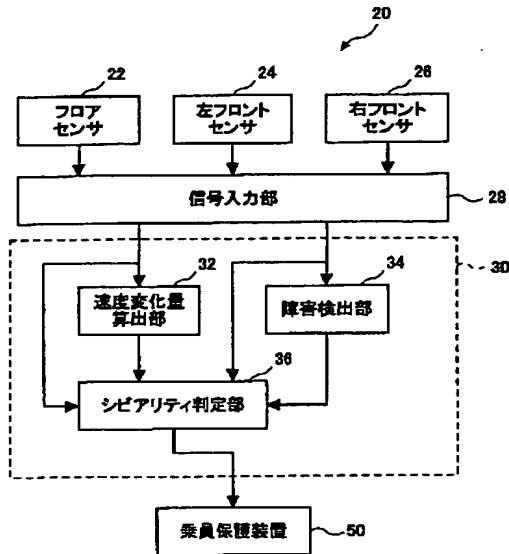 20
22
24
26
フロア
センサ
左フロント
センサ
右フロント
センサ
信号入力部
28
30
32
34
速度変化量
算出部
障害検出部
36
シビアリティ判定部
乗員保護装置
50